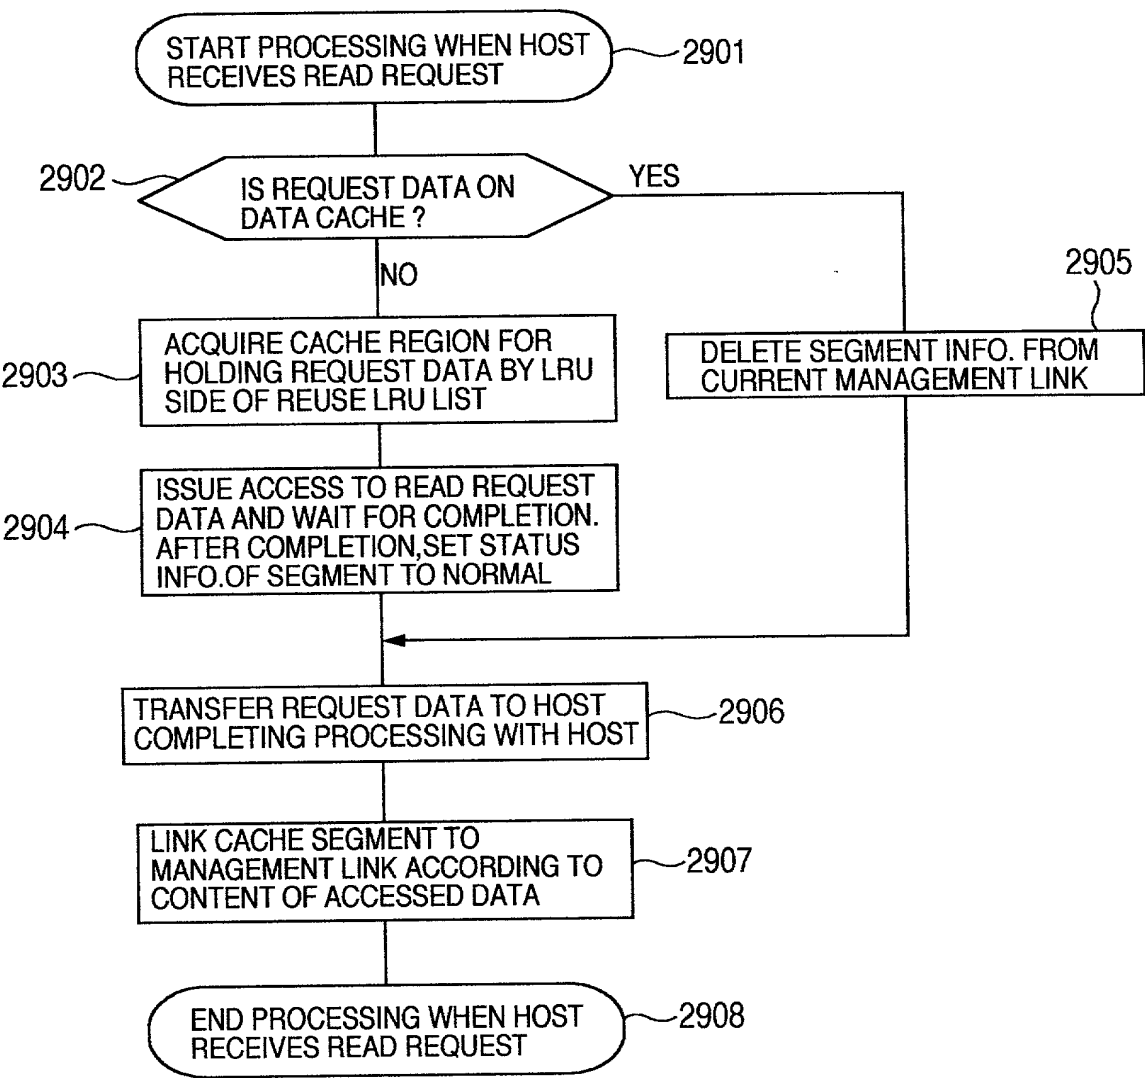 START PROCESSING WHEN HOST
RECEIVES READ REQUEST
2901
2902
IS REQUEST DATA ON
DATA CACHE ?
YES
NO
2903
ACQUIRE CACHE REGION FOR
HOLDING REQUEST DATA BY LRU
SIDE OF REUSE LRU LIST
2905
DELETE SEGMENT INFO. FROM
CURRENT MANAGEMENT LINK
2904
ISSUE ACCESS TO READ REQUEST
DATA AND WAIT FOR COMPLETION.
AFTER COMPLETION,SET STATUS
INFO.OF SEGMENT TO NORMAL
TRANSFER REQUEST DATA TO HOST
COMPLETING PROCESSING WITH HOST
2906
LINK CACHE SEGMENT TO
MANAGEMENT LINK ACCORDING TO
CONTENT OF ACCESSED DATA
2907
END PROCESSING WHEN HOST
RECEIVES READ REQUEST
2908